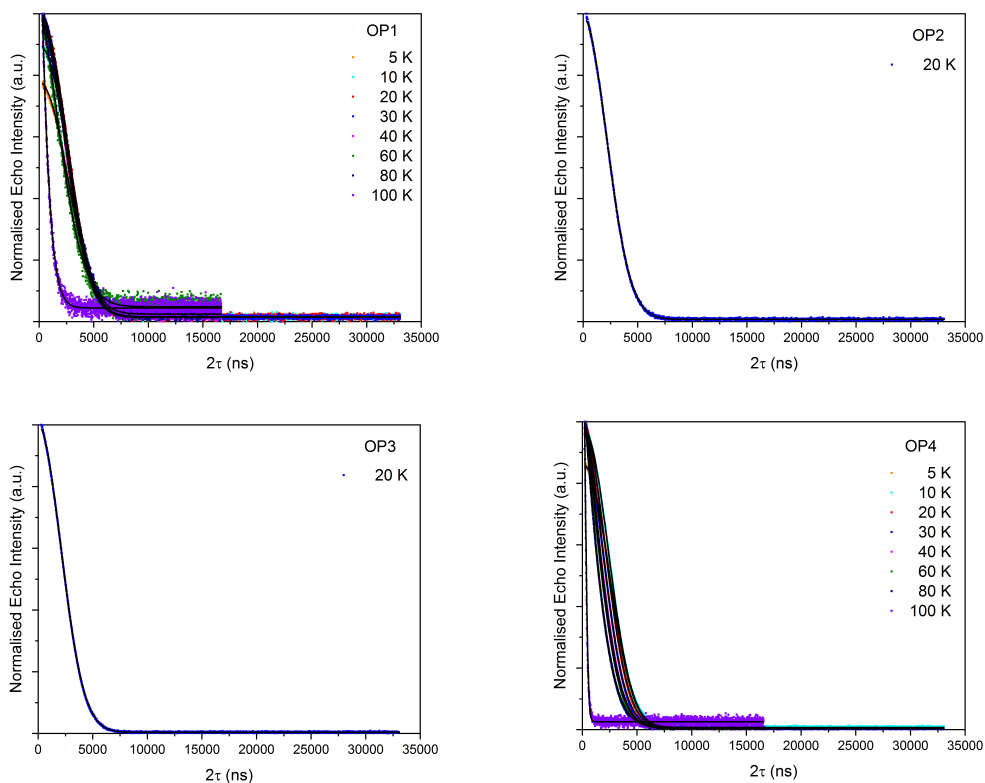 OP1
5 K
10 K
20 K
30 K
40 K
60 K
80 K
100 K
Normalised Echo Intensity (a.u.)
0 5000 10000 15000 20000 25000 30000 35000
2τ (ns)
OP2
20 K
Normalised Echo Intensity (a.u.)
0 5000 10000 15000 20000 25000 30000 35000
2τ (ns)
OP3
20 K
Normalised Echo Intensity (a.u.)
0 5000 10000 15000 20000 25000 30000 35000
2τ (ns)
OP4
5 K
10 K
20 K
30 K
40 K
60 K
80 K
100 K
Normalised Echo Intensity (a.u.)
0 5000 10000 15000 20000 25000 30000 35000
2τ (ns)